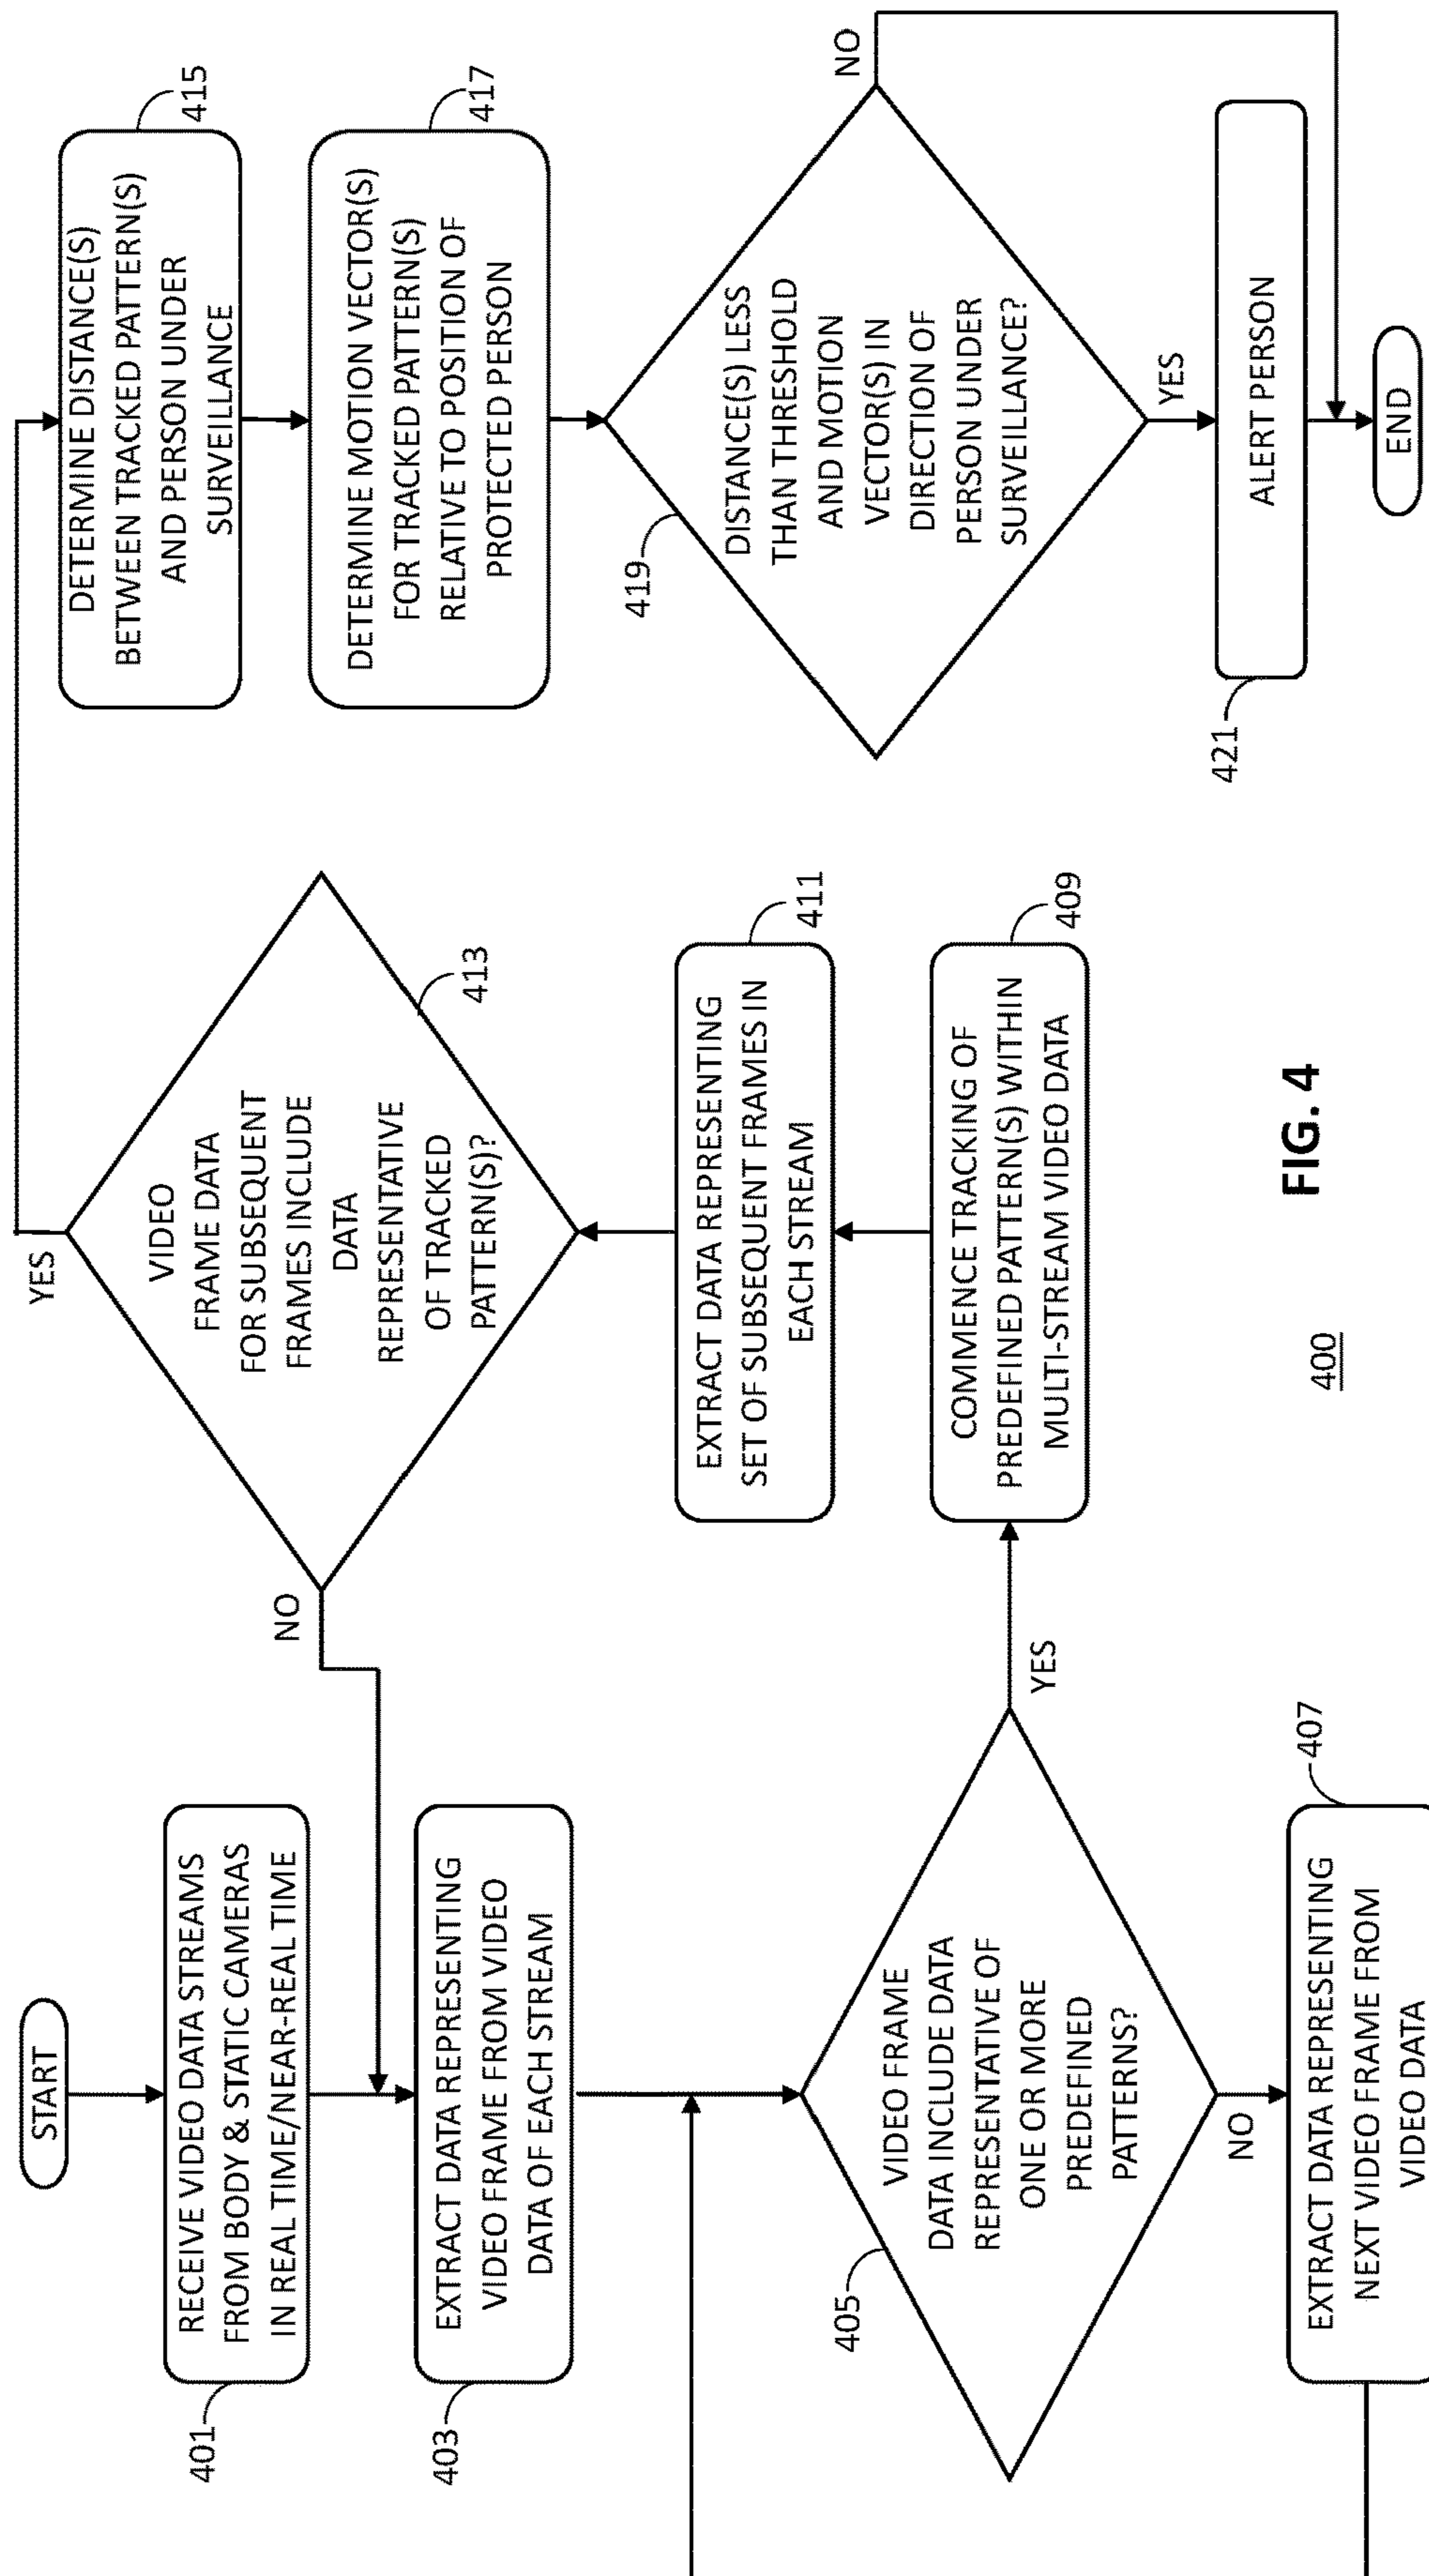 START
401
RECEIVE VIDEO DATA STREAMS
FROM BODY & STATIC CAMERAS
IN REAL TIME/NEAR-REAL TIME
403
EXTRACT DATA REPRESENTING
VIDEO FRAME FROM VIDEO
DATA OF EACH STREAM
405
VIDEO FRAME
DATA INCLUDE DATA
REPRESENTATIVE OF
ONE OR MORE
PREDEFINED
PATTERNS?
YES
NO
407
EXTRACT DATA REPRESENTING
NEXT VIDEO FRAME FROM
VIDEO DATA
409
COMMENCE TRACKING OF
PREDEFINED PATTERN(S) WITHIN
MULTI-STREAM VIDEO DATA
411
EXTRACT DATA REPRESENTING
SET OF SUBSEQUENT FRAMES IN
EACH STREAM
413
VIDEO
FRAME DATA
FOR SUBSEQUENT
FRAMES INCLUDE
DATA
REPRESENTATIVE
OF TRACKED
PATTERN(S)?
NO
YES
415
DETERMINE DISTANCE(S)
BETWEEN TRACKED PATTERN(S)
AND PERSON UNDER
SURVEILLANCE
417
DETERMINE MOTION VECTOR(S)
FOR TRACKED PATTERN(S)
RELATIVE TO POSITION OF
PROTECTED PERSON
419
DISTANCE(S) LESS
THAN THRESHOLD
AND MOTION
VECTOR(S) IN
DIRECTION OF
PERSON UNDER
SURVEILLANCE?
NO
YES
421
ALERT PERSON
END
400
FIG. 4